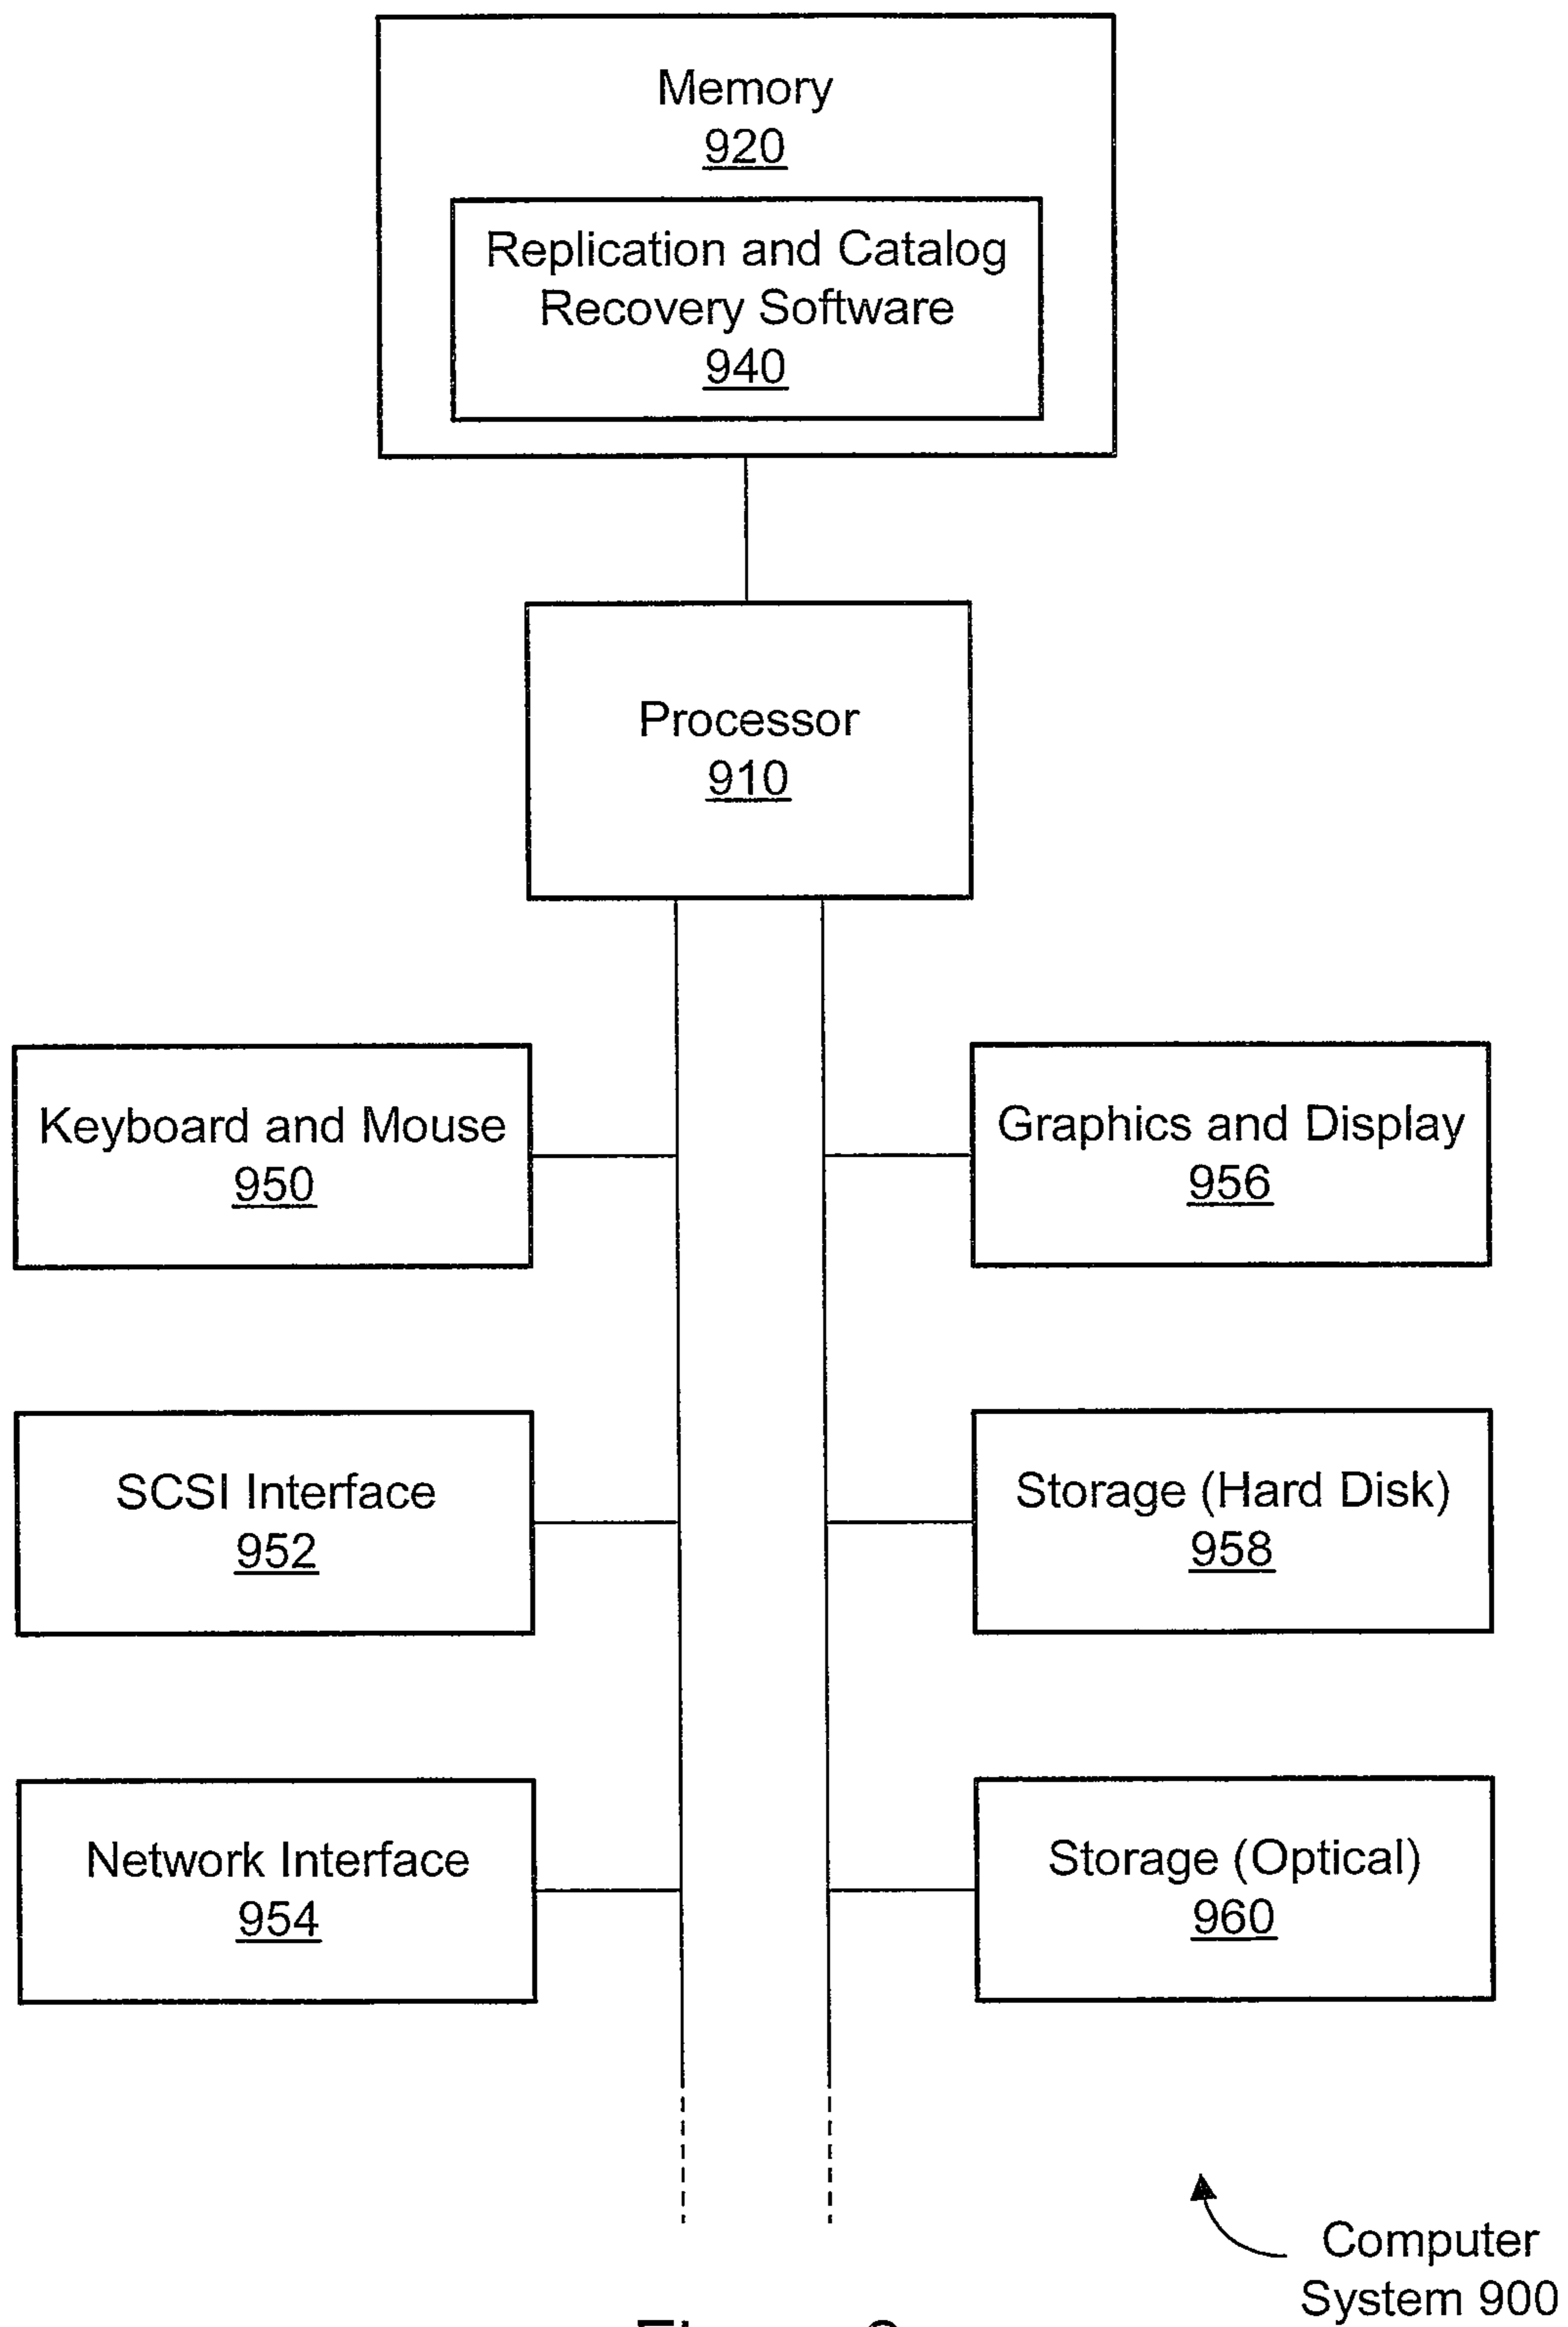 Memory
920
Replication and Catalog
Recovery Software
940
Processor
910
Keyboard and Mouse
950
Graphics and Display
956
SCSI Interface
952
Storage (Hard Disk)
958
Network Interface
954
Storage (Optical)
960
Computer
System 900